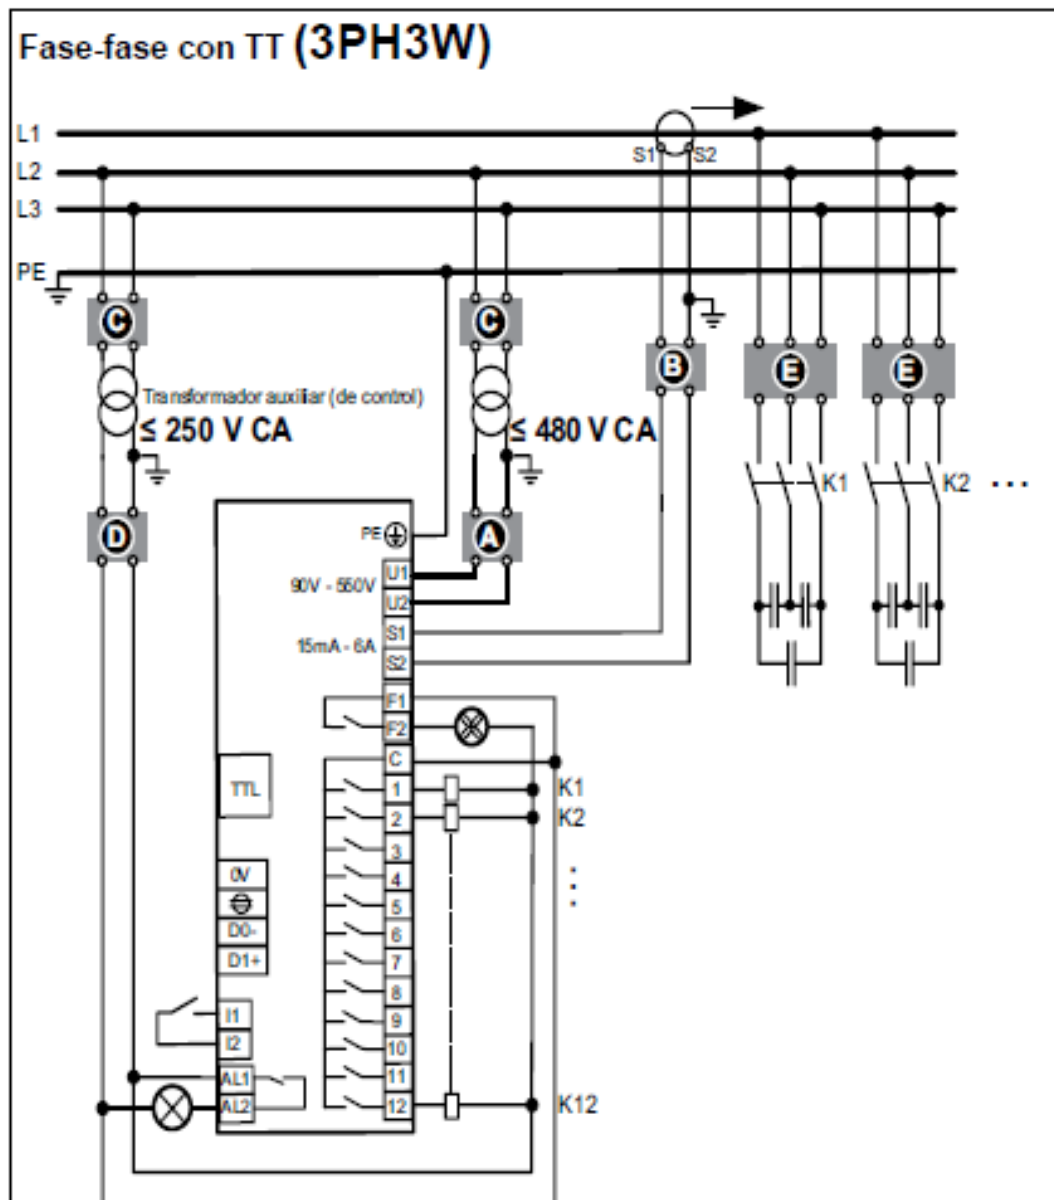 Fase-fase con TT (3PH3W)
L1
S1 S2
L2
L3
PE
C
C
B
E
E
Transformador auxiliar (de control)
≤ 250 V CA
≤ 480 V CA
K1
K2 ...
D
A
PE
90V - 550V
U1
U2
15mA - 6A
S1
S2
F1
F2
C
TTL
1
K1
2
K2
3
4
5
6
7
8
9
10
11
12
K12
0V
D0-
D1+
I1
I2
AL1
AL2